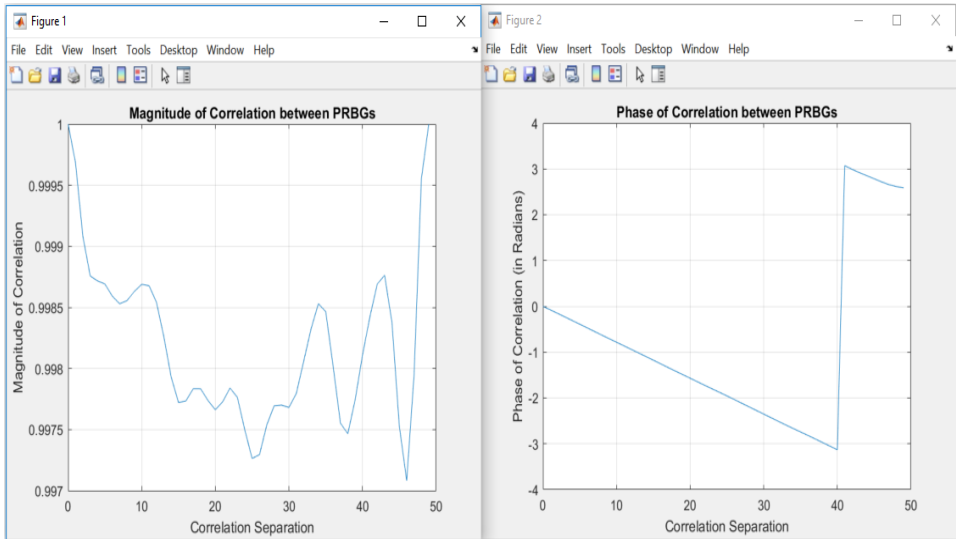 Figure 1
File Edit View Insert Tools Desktop Window Help
Magnitude of Correlation between PRBGs
1
0.9995
0.999
0.9985
0.998
0.9975
0.997
0 10 20 30 40 50
Magnitude of Correlation
Correlation Separation
Figure 2
File Edit View Insert Tools Desktop Window Help
Phase of Correlation between PRBGs
4
3
2
1
0
-1
-2
-3
-4
0 10 20 30 40 50
Phase of Correlation (in Radians)
Correlation Separation